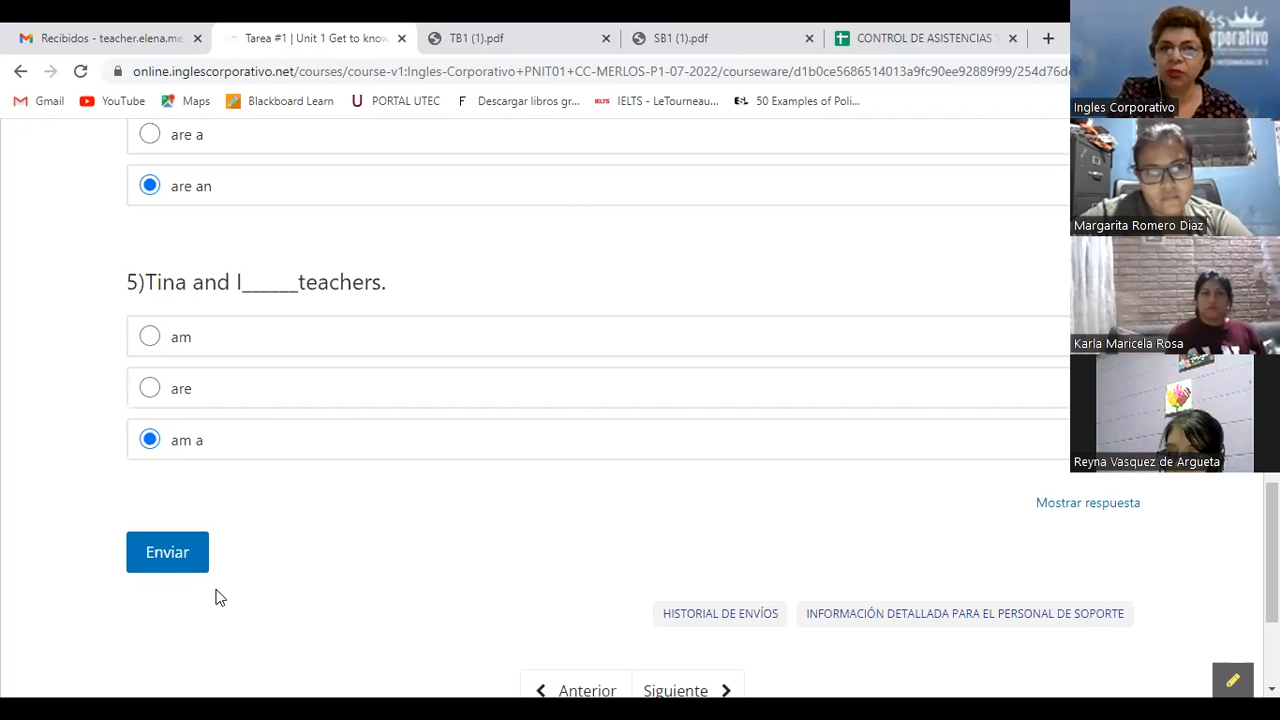 Recibidos - teacher.elena.me
Tarea #1 | Unit 1 Get to know
TB1 (1).pdf
SB1 (1).pdf
CONTROL DE ASISTENCIAS Y
online.inglescorporativo.net/courses/course-v1:Ingles-Corporativo+PNIT01+CC-MERLOS-P1-07-2022/courseware/d1b0ce5686514013a9fc90ee92889f99/254d76de
Gmail
YouTube
Maps
Blackboard Learn
PORTAL UTEC
Descargar libros gr...
IELTS - LeTourneau...
50 Examples of Poli...
are a
are an
5)Tina and I______teachers.
am
are
am a
Mostrar respuesta
Enviar
HISTORIAL DE ENVÍOS
INFORMACIÓN DETALLADA PARA EL PERSONAL DE SOPORTE
Anterior
Siguiente
Ingles Corporativo
Margarita Romero Diaz
Karla Maricela Rosa
Reyna Vasquez de Argueta